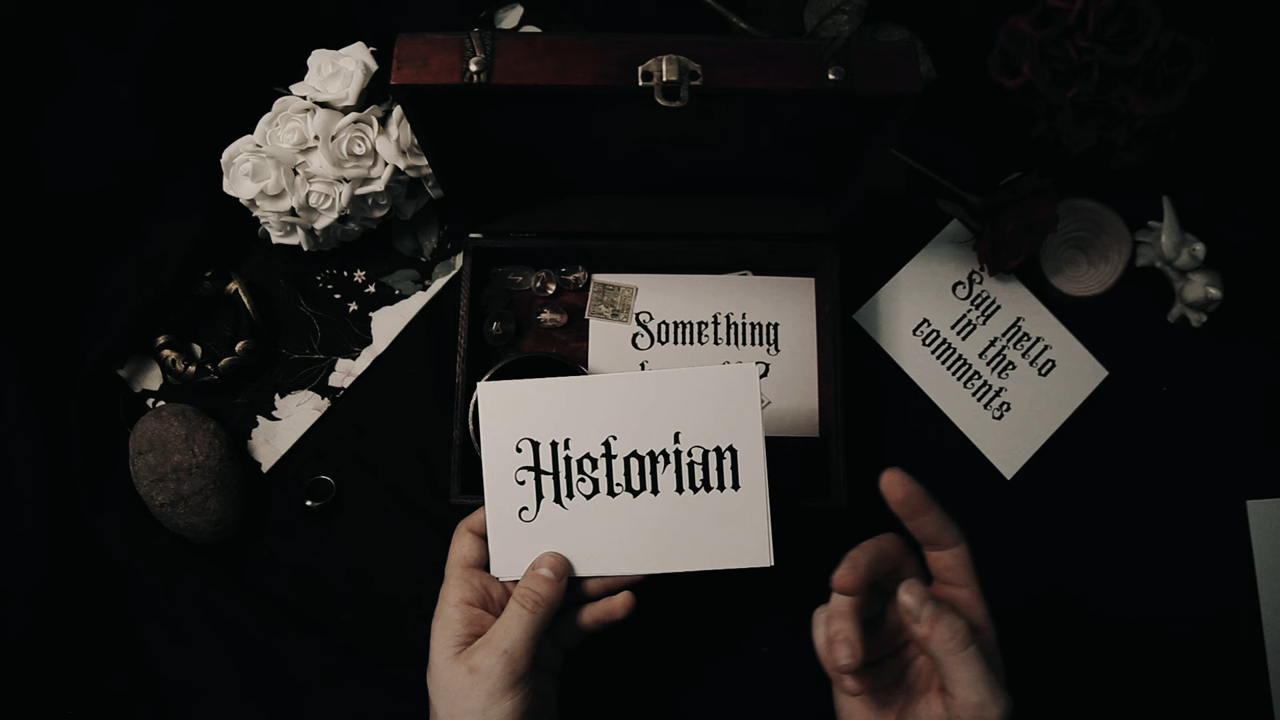 Something
Historian
Say hello
in the
comments